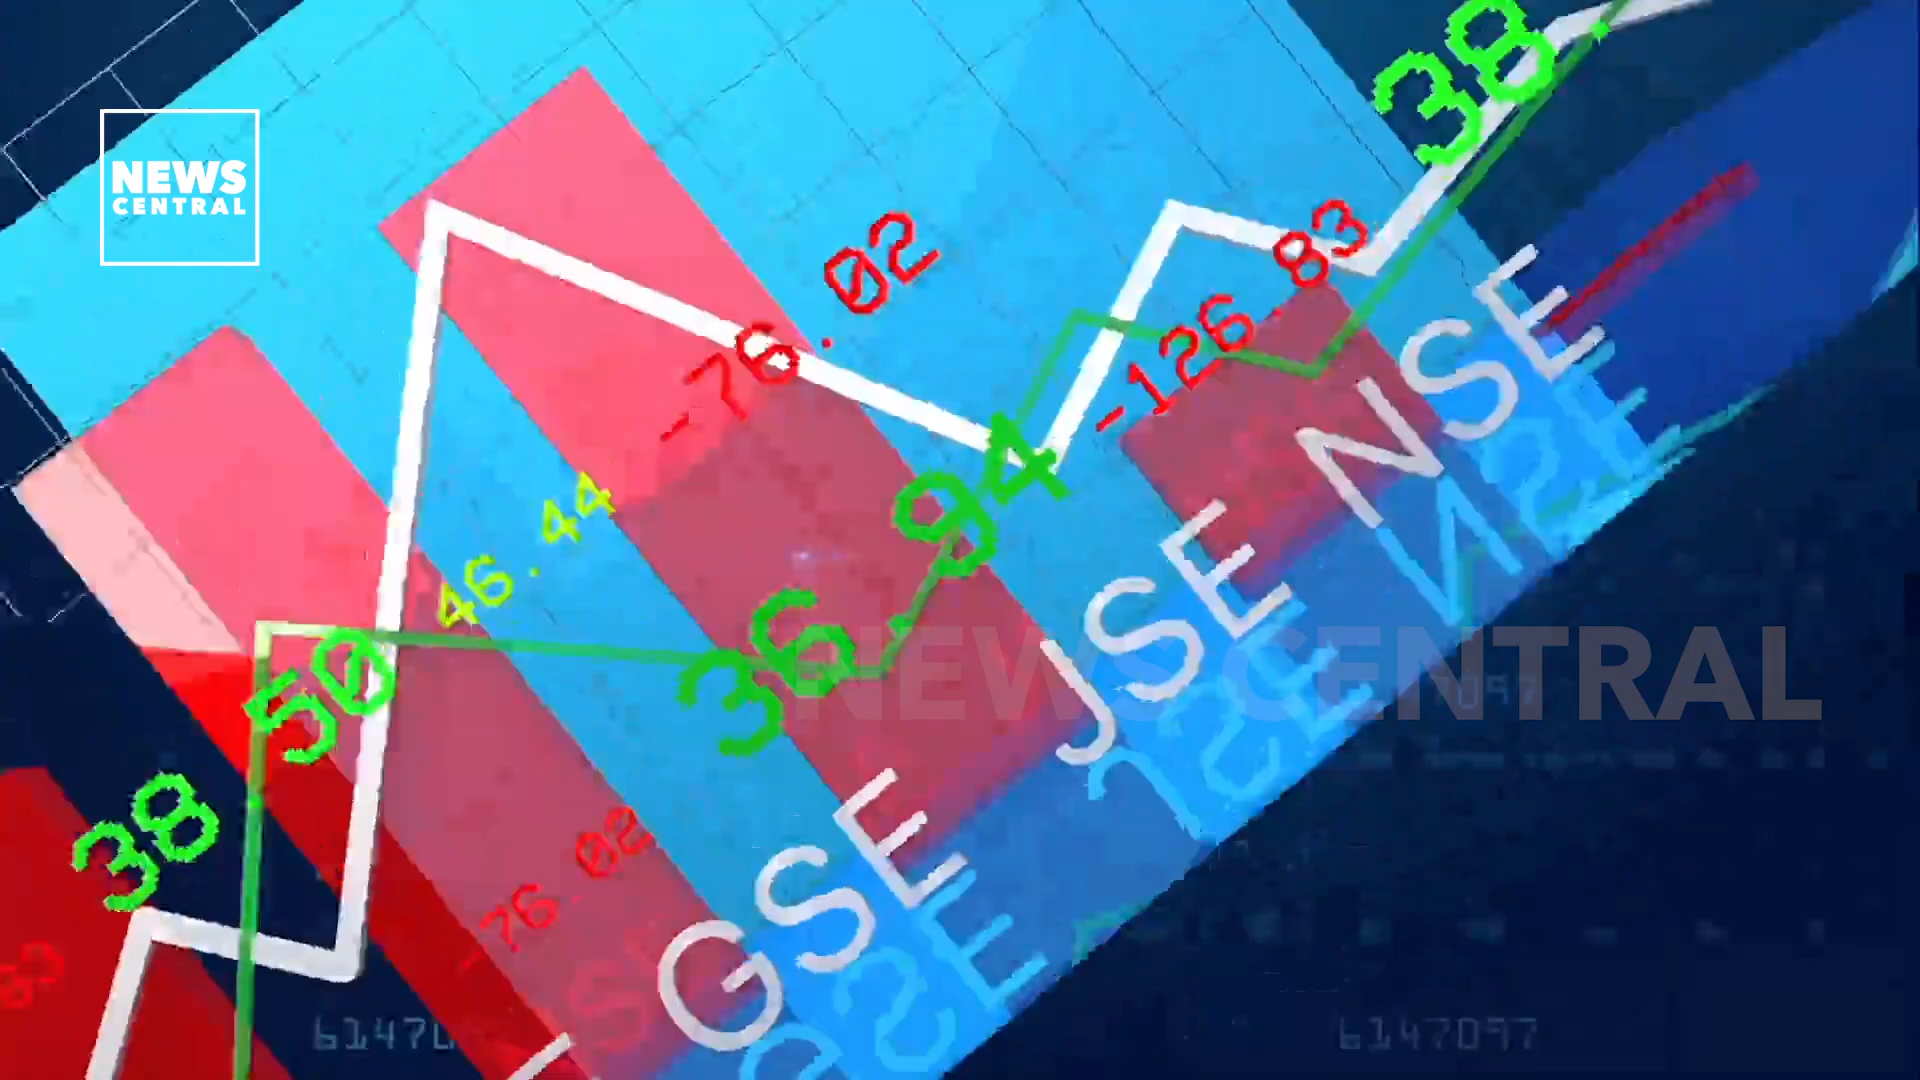 NEWS
CENTRAL
38
-76.02
-126.83
46.44
94
NSE
50
36
NEWS CENTRAL
JSE
38
76.02
GSE
6147097